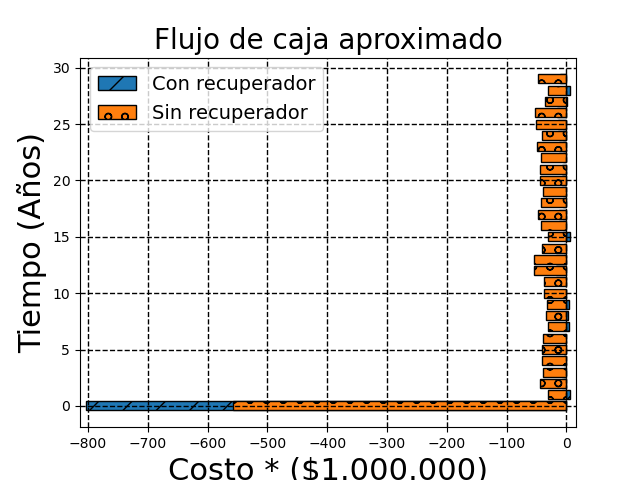 Flujo de caja aproximado
Con recuperador
Sin recuperador
Tiempo (Años)
30
25
20
15
10
5
0
−800 −700 −600 −500 −400 −300 −200 −100 0
Costo * ($1.000.000)